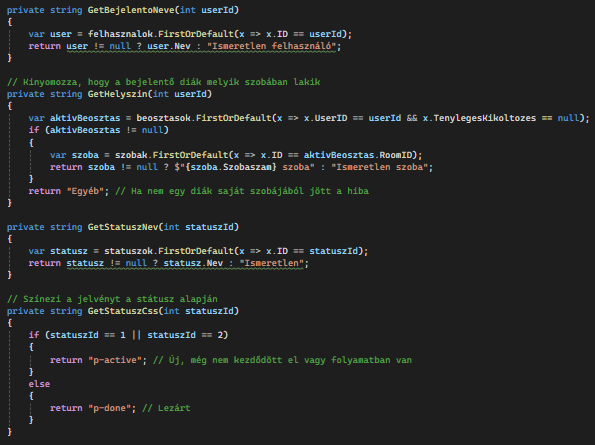 private string GetBejelentoNeve(int userId)
{
var user = felhasznalok.FirstOrDefault(x => x.ID == userId);
return user != null ? user.Nev : "Ismeretlen felhasználó";
}
// Kinyomozza, hogy a bejelentő diák melyik szobában lakik
private string GetHelyszin(int userId)
{
var aktivBeosztas = beosztasok.FirstOrDefault(x => x.UserID == userId && x.TenylegesKikoltozes == null);
if (aktivBeosztas != null)
{
var szoba = szobak.FirstOrDefault(x => x.ID == aktivBeosztas.RoomID);
return szoba != null ? $"{szoba.Szobaszam} szoba" : "Ismeretlen szoba";
}
return "Egyéb"; // Ha nem egy diák saját szobájából jött a hiba
}
private string GetStatuszNev(int statuszId)
{
var statusz = statuszok.FirstOrDefault(x => x.ID == statuszId);
return statusz != null ? statusz.Nev : "Ismeretlen";
}
// Színezi a jelvényt a státusz alapján
private string GetStatuszCss(int statuszId)
{
if (statuszId == 1 || statuszId == 2)
{
return "p-active"; // Új, még nem kezdődött el vagy folyamatban van
}
else
{
return "p-done"; // Lezárt
}
}